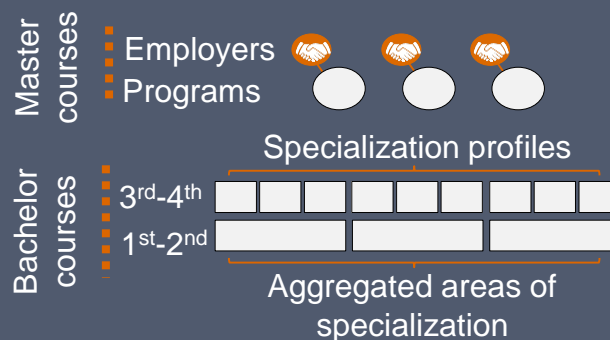 Master
courses
Employers
Programs
Specialization profiles
Bachelor
courses
3rd-4th
1st-2nd
Aggregated areas of
specialization